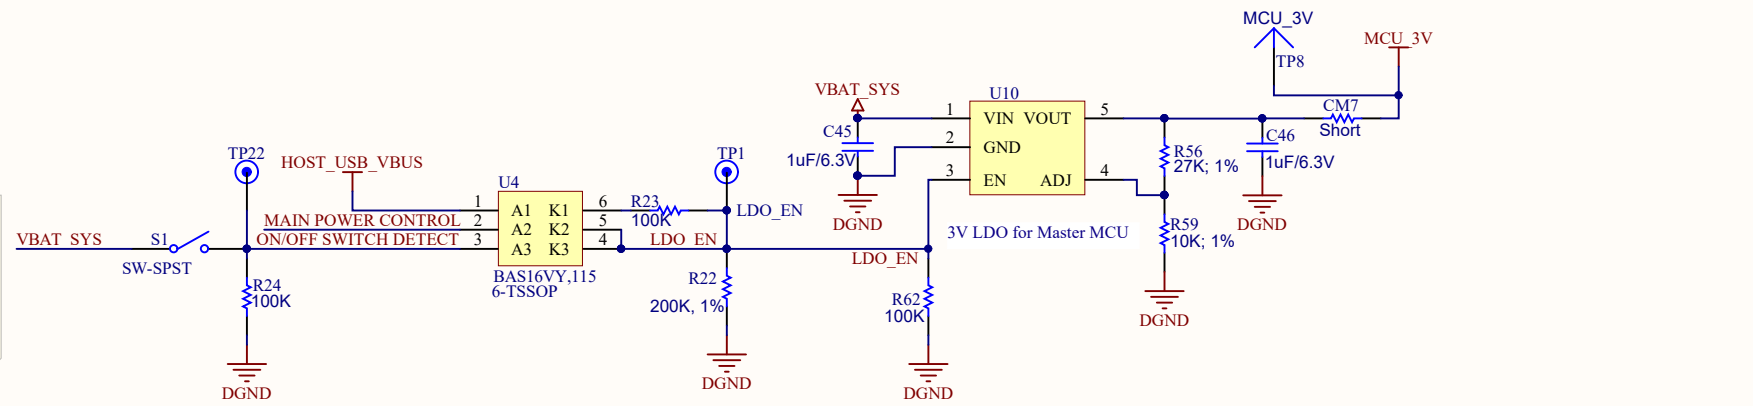 MCU_3V
MCU_3V
TP8
VBAT_SYS
U10
1 VIN VOUT 5
CM7
Short
C45
1uF/6.3V
2 GND
R56
27K; 1%
C46
1uF/6.3V
3 EN ADJ 4
DGND
DGND
3V LDO for Master MCU
R59
10K; 1%
DGND
TP22
HOST_USB_VBUS
TP1
U4
1 A1 K1 6
R23
100K
LDO_EN
MAIN POWER CONTROL 2 A2 K2 5
VBAT_SYS
S1
SW-SPST
ON/OFF SWITCH DETECT 3 A3 K3 4
LDO_EN
LDO_EN
BAS16VY,115
6-TSSOP
R24
100K
R22
200K, 1%
R62
100K
DGND
DGND
DGND